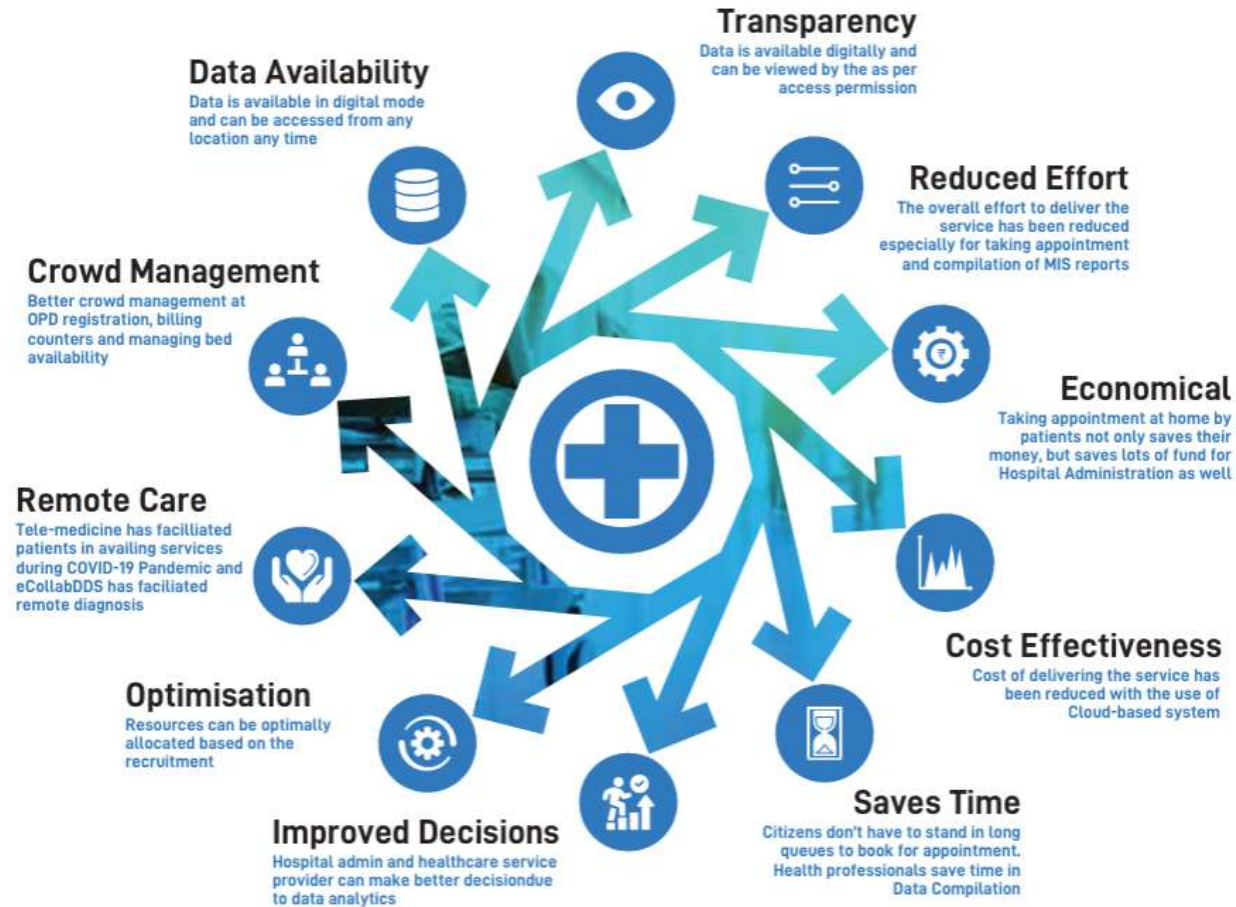 Transparency
Data is available digitally and
can be viewed by the as per
access permission
Data Availability
Data is available in digital mode
and can be accessed from any
location any time
Reduced Effort
The overall effort to deliver the
service has been reduced
especially for taking appointment
and compilation of MIS reports
Crowd Management
Better crowd management at
OPD registration, billing
counters and managing bed
availability
₹
Economical
Taking appointment at home by
patients not only saves their
money, but saves lots of fund for
Hospital Administration as well
Remote Care
Tele-medicine has facilliated
patients in availing services
during COVID-19 Pandemic and
eCollabDDS has faciliated
remote diagnosis
Cost Effectiveness
Cost of delivering the service has
been reduced with the use of
Cloud-based system
Optimisation
Resources can be optimally
allocated based on the
recruitment
Saves Time
Citizens don't have to stand in long
queues to book for appointment.
Health professionals save time in
Data Compilation
Improved Decisions
Hospital admin and healthcare service
provider can make better decisiondue
to data analytics